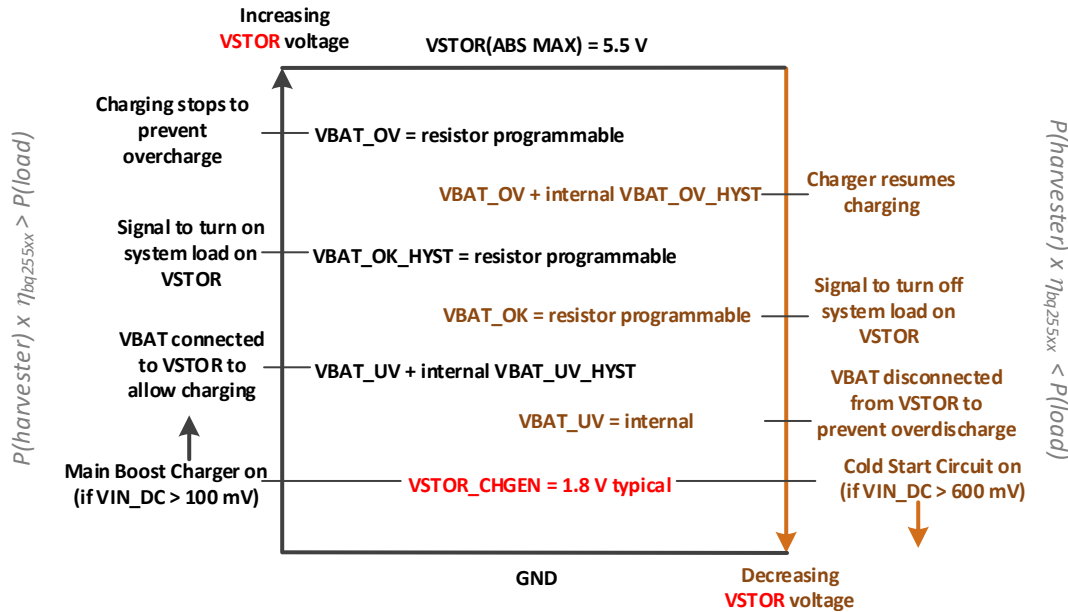 Increasing
VSTOR voltage
VSTOR(ABS MAX) = 5.5 V
Charging stops to
prevent
overcharge
VBAT_OV = resistor programmable
VBAT_OV + internal VBAT_OV_HYST
Charger resumes
charging
Signal to turn on
system load on
VSTOR
VBAT_OK_HYST = resistor programmable
VBAT_OK = resistor programmable
Signal to turn off
system load on
VSTOR
VBAT connected
to VSTOR to
allow charging
VBAT_UV + internal VBAT_UV_HYST
VBAT_UV = internal
VBAT disconnected
from VSTOR to
prevent overdischarge
Main Boost Charger on
(if VIN_DC > 100 mV)
VSTOR_CHGEN = 1.8 V typical
Cold Start Circuit on
(if VIN_DC > 600 mV)
GND
Decreasing
VSTOR voltage
P(harvester) x ηbq255xx > P(load)
P(harvester) x ηbq255xx < P(load)